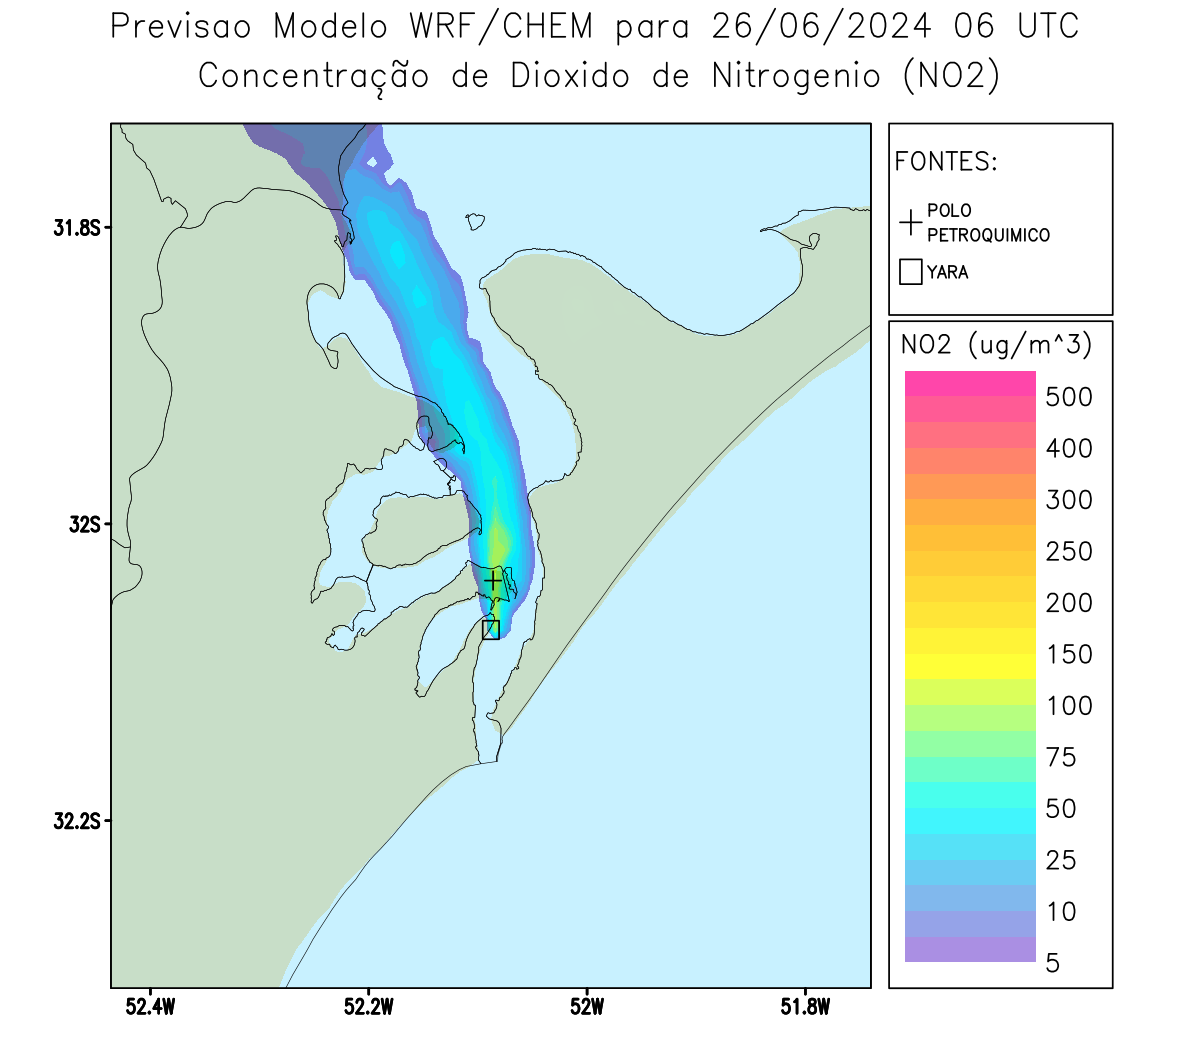 Previsao Modelo WRF/CHEM para 26/06/2024 06 UTC
Concentração de Dioxido de Nitrogenio (NO2)
FONTES:
POLO
PETROQUIMICO
YARA
NO2 (ug/m^3)
500
400
300
250
200
150
100
75
50
25
10
5
31.8S
32S
32.2S
52.4W
52.2W
52W
51.8W